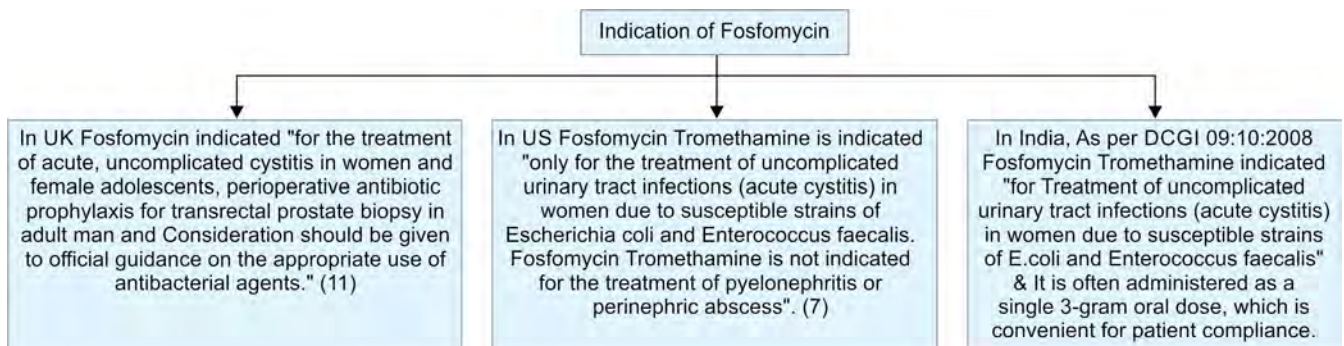 Indication of Fosfomycin
In UK Fosfomycin indicated "for the treatment
of acute, uncomplicated cystitis in women and
female adolescents, perioperative antibiotic
prophylaxis for transrectal prostate biopsy in
adult man and Consideration should be given
to official guidance on the appropriate use of
antibacterial agents." (11)
In US Fosfomycin Tromethamine is indicated
"only for the treatment of uncomplicated
urinary tract infections (acute cystitis) in
women due to susceptible strains of
Escherichia coli and Enterococcus faecalis.
Fosfomycin Tromethamine is not indicated
for the treatment of pyelonephritis or
perinephric abscess". (7)
In India, As per DCGI 09:10:2008
Fosfomycin Tromethamine indicated
"for Treatment of uncomplicated
urinary tract infections (acute cystitis)
in women due to susceptible strains
of E.coli and Enterococcus faecalis"
& It is often administered as a
single 3-gram oral dose, which is
convenient for patient compliance.